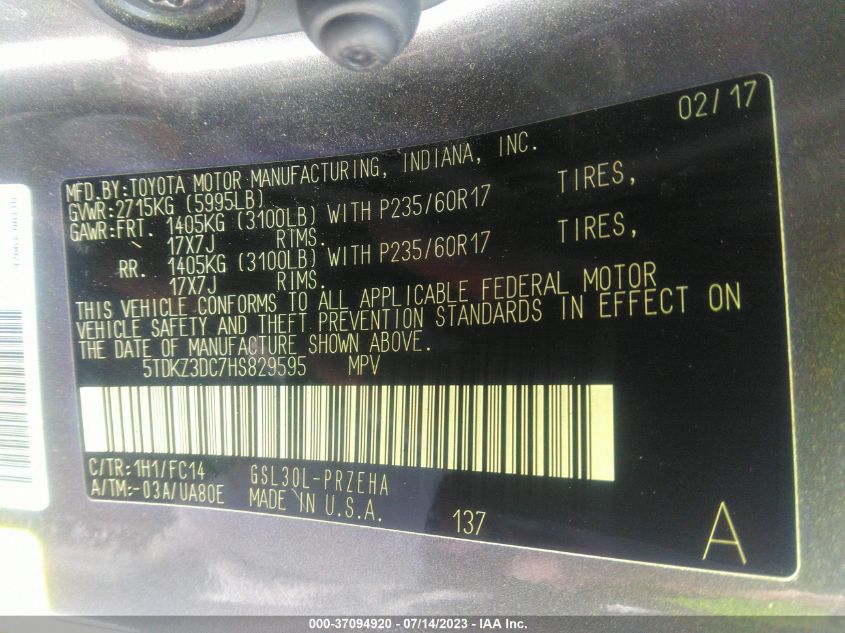 02/17
MFD.BY:TOYOTA MOTOR MANUFACTURING, INDIANA, INC.
GVWR:2715KG (5995LB)
GAWR:FRT. 1405KG (3100LB) WITH P235/60R17 TIRES,
17X7J RIMS.
RR. 1405KG (3100LB) WITH P235/60R17 TIRES,
17X7J RIMS.
THIS VEHICLE CONFORMS TO ALL APPLICABLE FEDERAL MOTOR
VEHICLE SAFETY AND THEFT PREVENTION STANDARDS IN EFFECT ON
THE DATE OF MANUFACTURE SHOWN ABOVE.
5TDKZ3DC7HS829595 MPV
C/TR:1H1/FC14 GSL30L-PRZEHA
A/TM:-03A/UA80E MADE IN U.S.A.
137 A
000-37094920 - 07/14/2023 - IAA Inc.